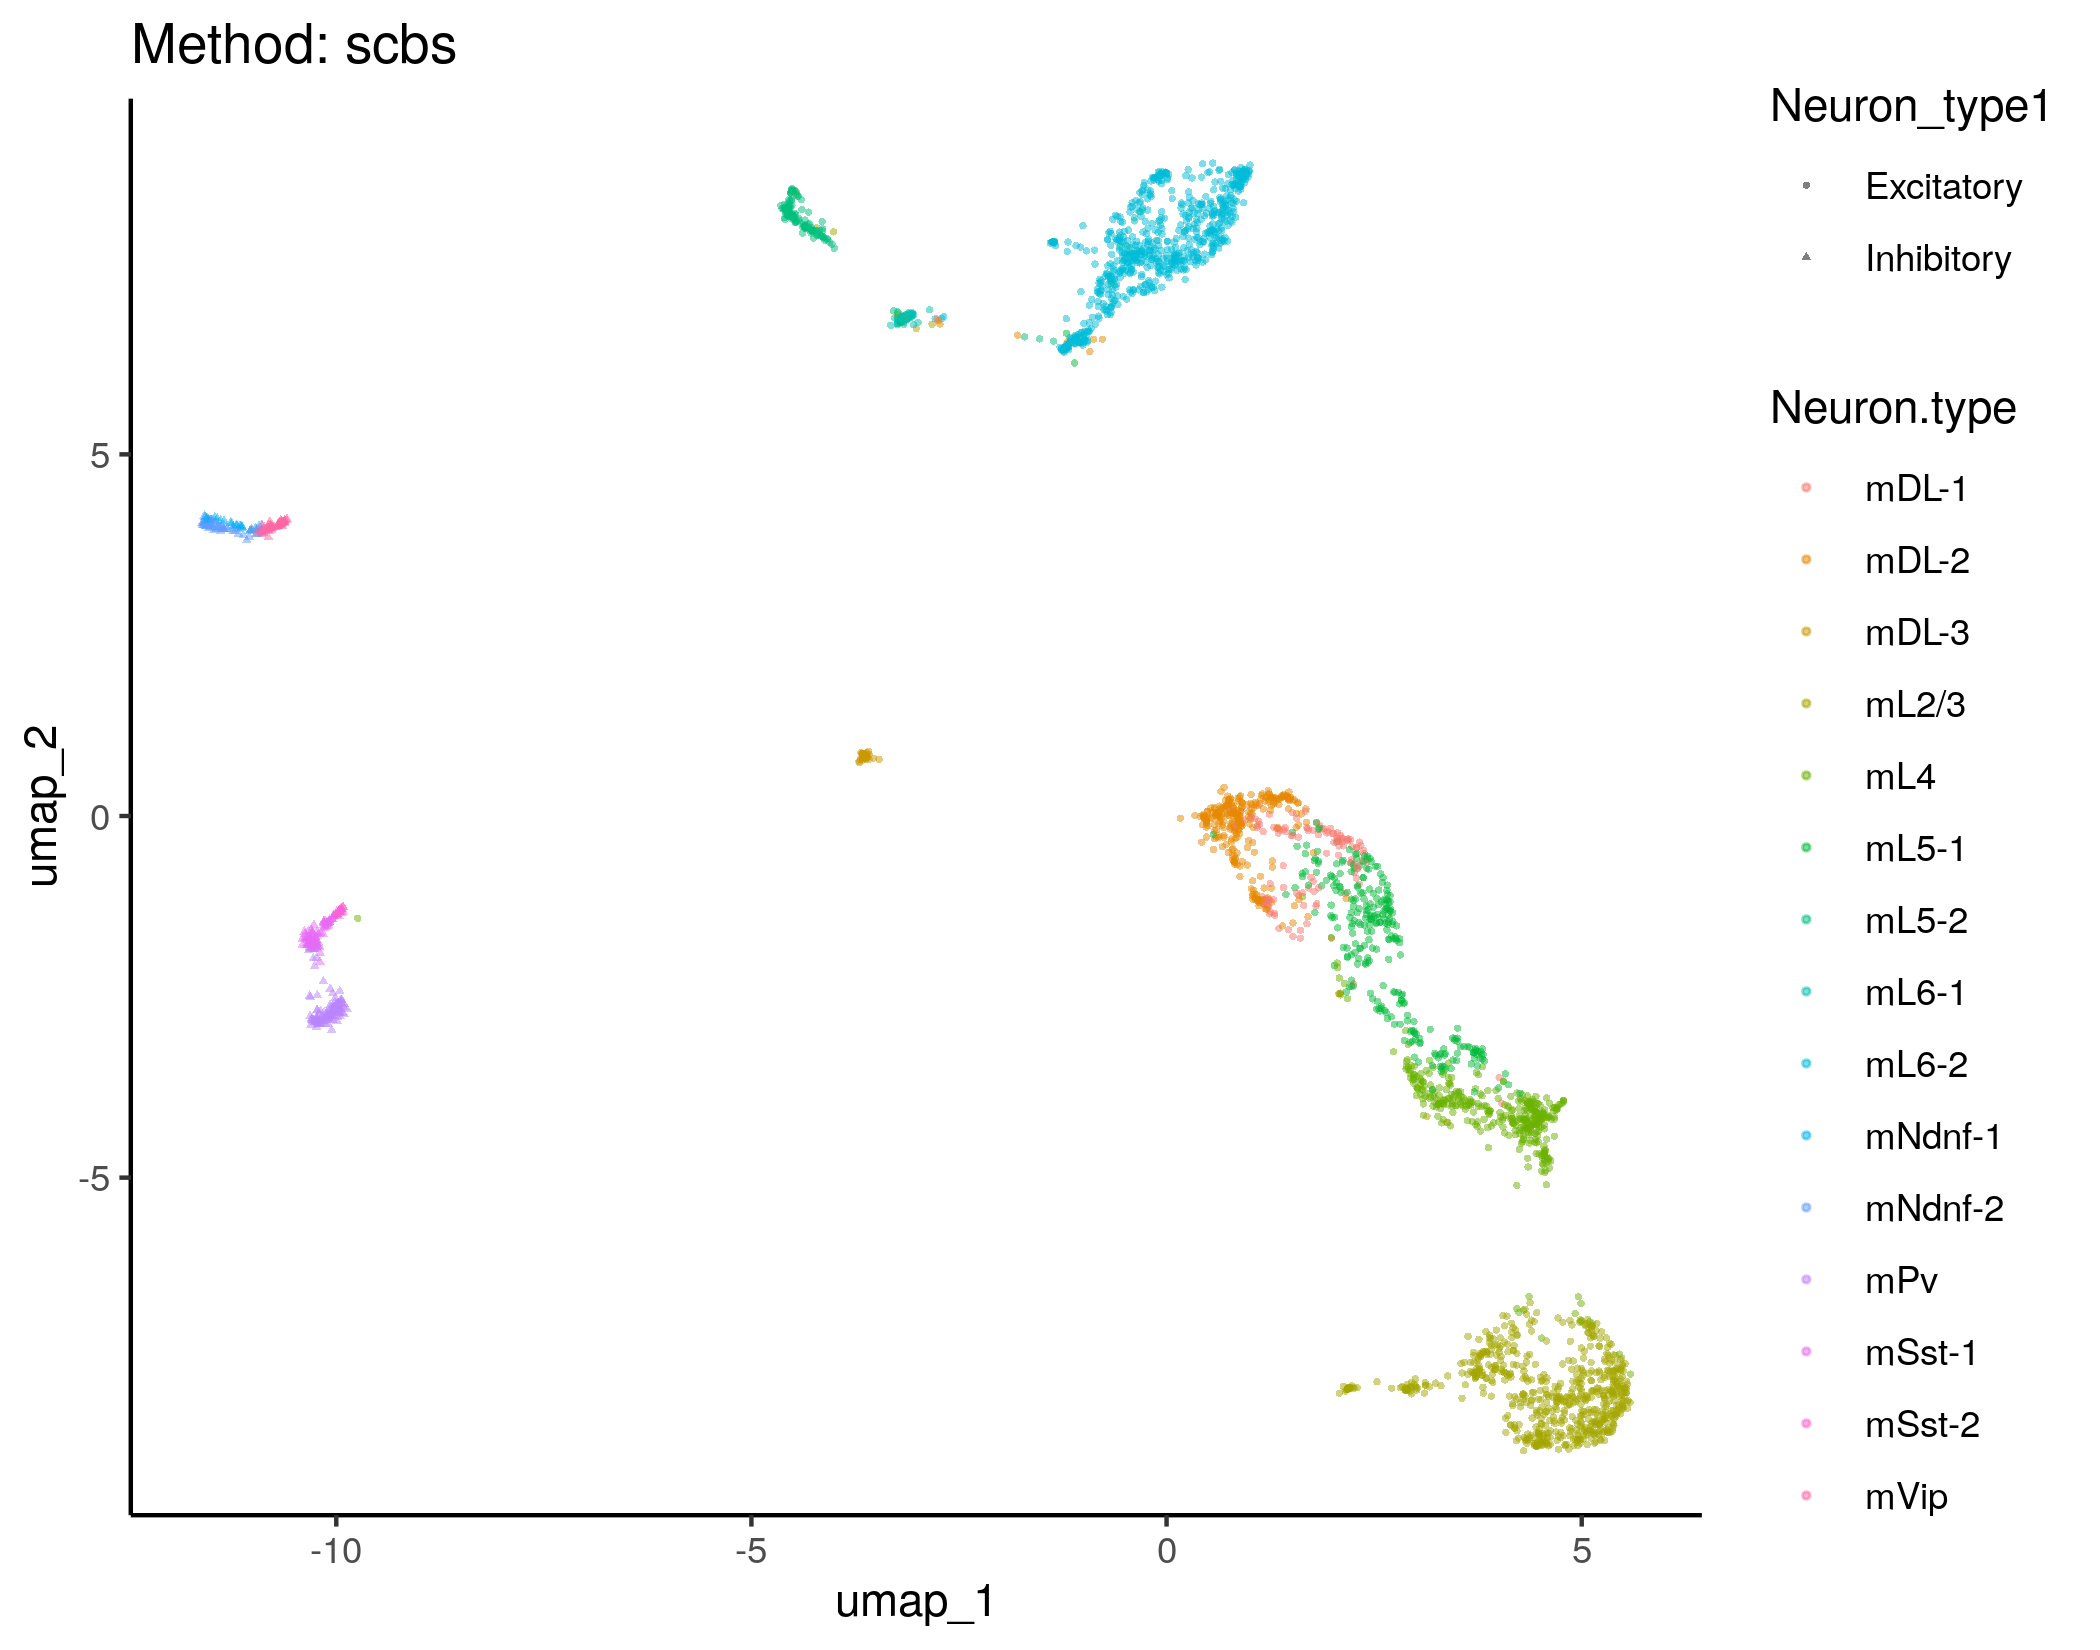 Method: scbs
Neuron_type1
Excitatory
Inhibitory
Neuron.type
mDL-1
mDL-2
mDL-3
mL2/3
mL4
mL5-1
mL5-2
mL6-1
mL6-2
mNdnf-1
mNdnf-2
mPv
mSst-1
mSst-2
mVip
umap_2
5
0
-5
-10
-5
0
5
umap_1